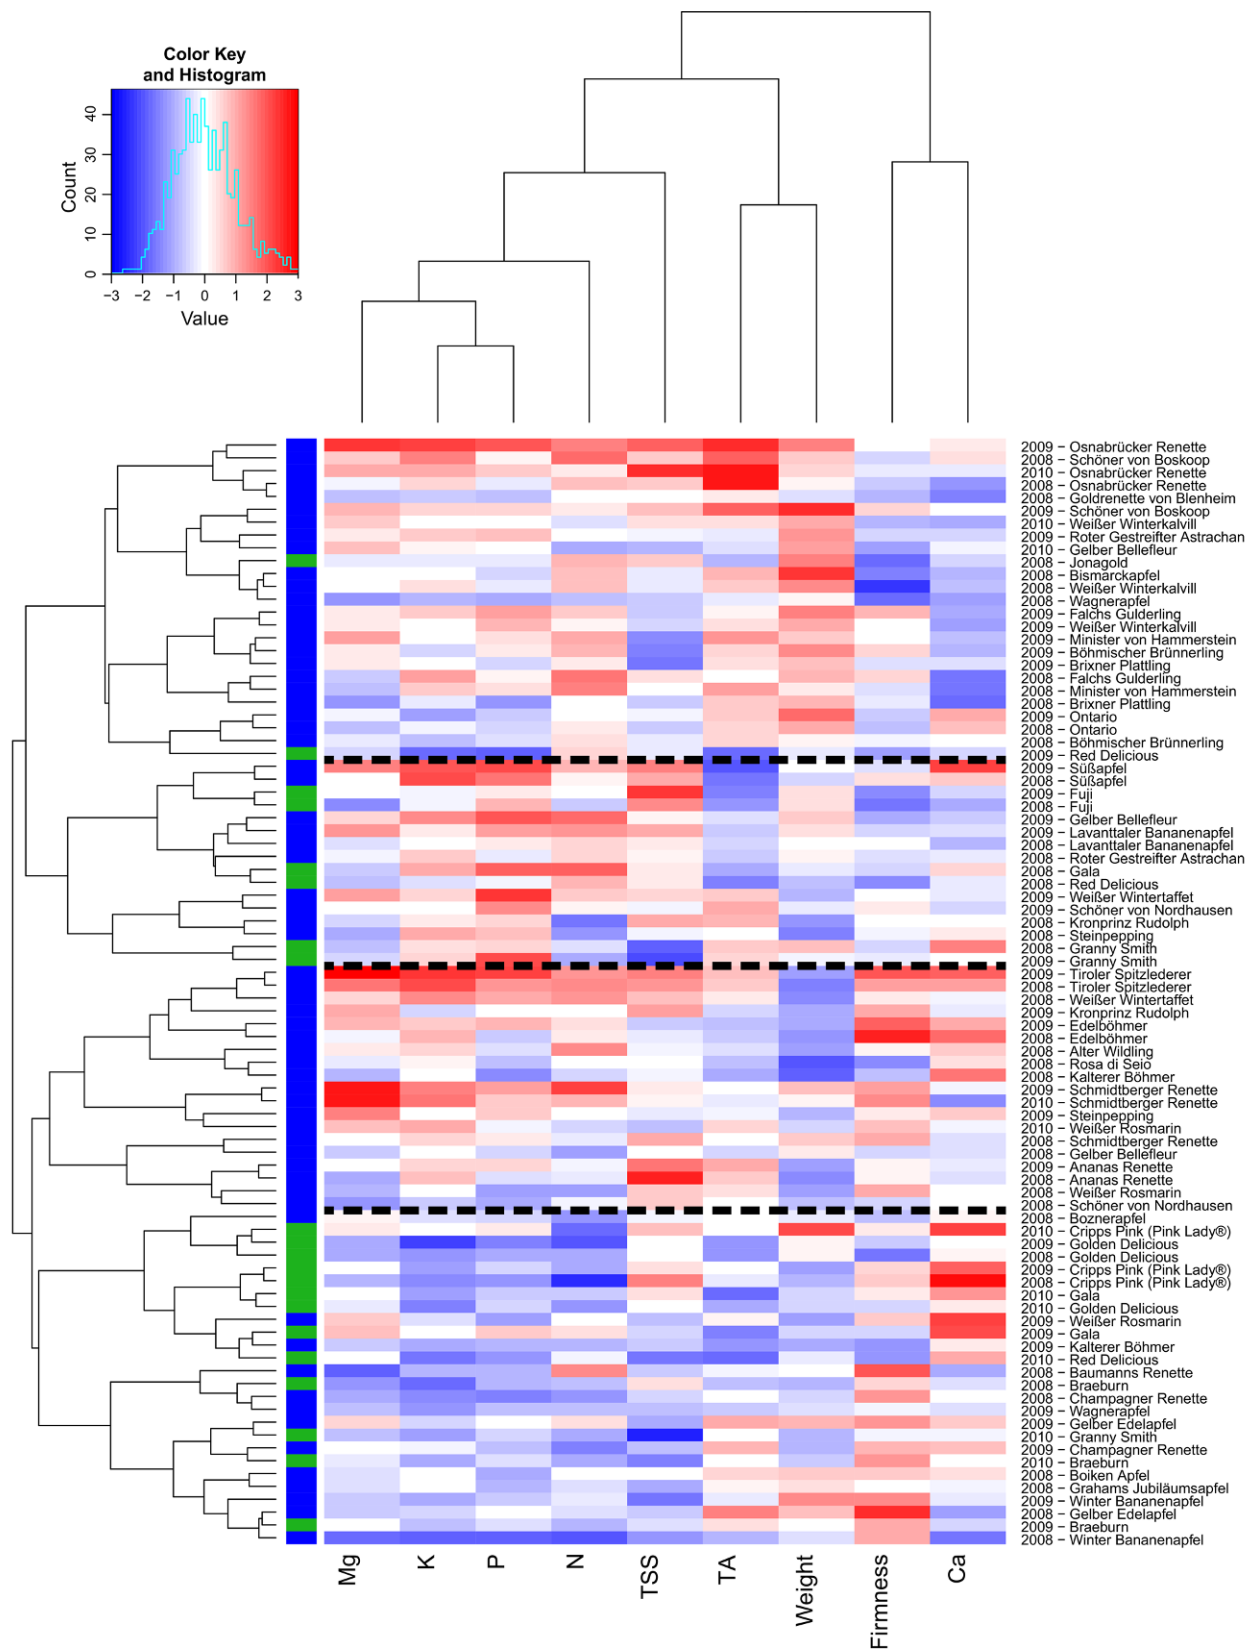 Color Key
and Histogram
Count
0 10 20 30 40
−3 −2 −1 0 1 2 3
Value
2009 − Osnabrücker Renette
2008 − Schöner von Boskoop
2010 − Osnabrücker Renette
2008 − Osnabrücker Renette
2008 − Goldrenette von Blenheim
2009 − Schöner von Boskoop
2010 − Weißer Winterkalvill
2009 − Roter Gestreifter Astrachan
2010 − Gelber Bellefleur
2008 − Jonagold
2008 − Bismarckapfel
2008 − Weißer Winterkalvill
2008 − Wagnerapfel
2009 − Falchs Gulderling
2009 − Weißer Winterkalvill
2009 − Minister von Hammerstein
2009 − Böhmischer Brünnerling
2009 − Brixner Plattling
2008 − Falchs Gulderling
2008 − Minister von Hammerstein
2008 − Brixner Plattling
2009 − Ontario
2008 − Ontario
2008 − Böhmischer Brünnerling
2009 − Red Delicious
2009 − Süßapfel
2008 − Süßapfel
2009 − Fuji
2008 − Fuji
2009 − Gelber Bellefleur
2009 − Lavanttaler Bananenapfel
2008 − Lavanttaler Bananenapfel
2008 − Roter Gestreifter Astrachan
2008 − Gala
2008 − Red Delicious
2009 − Weißer Wintertaffet
2009 − Schöner von Nordhausen
2008 − Kronprinz Rudolph
2008 − Steinpepping
2008 − Granny Smith
2009 − Granny Smith
2009 − Tiroler Spitzlederer
2008 − Tiroler Spitzlederer
2008 − Weißer Wintertaffet
2009 − Kronprinz Rudolph
2009 − Edelböhmer
2008 − Edelböhmer
2008 − Alter Wildling
2008 − Rosa di Seio
2008 − Kalterer Böhmer
2009 − Schmidtberger Renette
2010 − Schmidtberger Renette
2009 − Steinpepping
2010 − Weißer Rosmarin
2008 − Schmidtberger Renette
2008 − Gelber Bellefleur
2009 − Ananas Renette
2008 − Ananas Renette
2008 − Weißer Rosmarin
2008 − Schöner von Nordhausen
2008 − Boznerapfel
2010 − Cripps Pink (Pink Lady®)
2009 − Golden Delicious
2008 − Golden Delicious
2009 − Cripps Pink (Pink Lady®)
2008 − Cripps Pink (Pink Lady®)
2010 − Gala
2010 − Golden Delicious
2009 − Weißer Rosmarin
2009 − Gala
2009 − Kalterer Böhmer
2010 − Red Delicious
2008 − Baumanns Renette
2008 − Braeburn
2008 − Champagner Renette
2009 − Wagnerapfel
2009 − Gelber Edelapfel
2010 − Granny Smith
2009 − Champagner Renette
2010 − Braeburn
2008 − Boiken Apfel
2008 − Grahams Jubiläumsapfel
2009 − Winter Bananenapfel
2008 − Gelber Edelapfel
2009 − Braeburn
2008 − Winter Bananenapfel
Mg K P N TSS TA Weight Firmness Ca